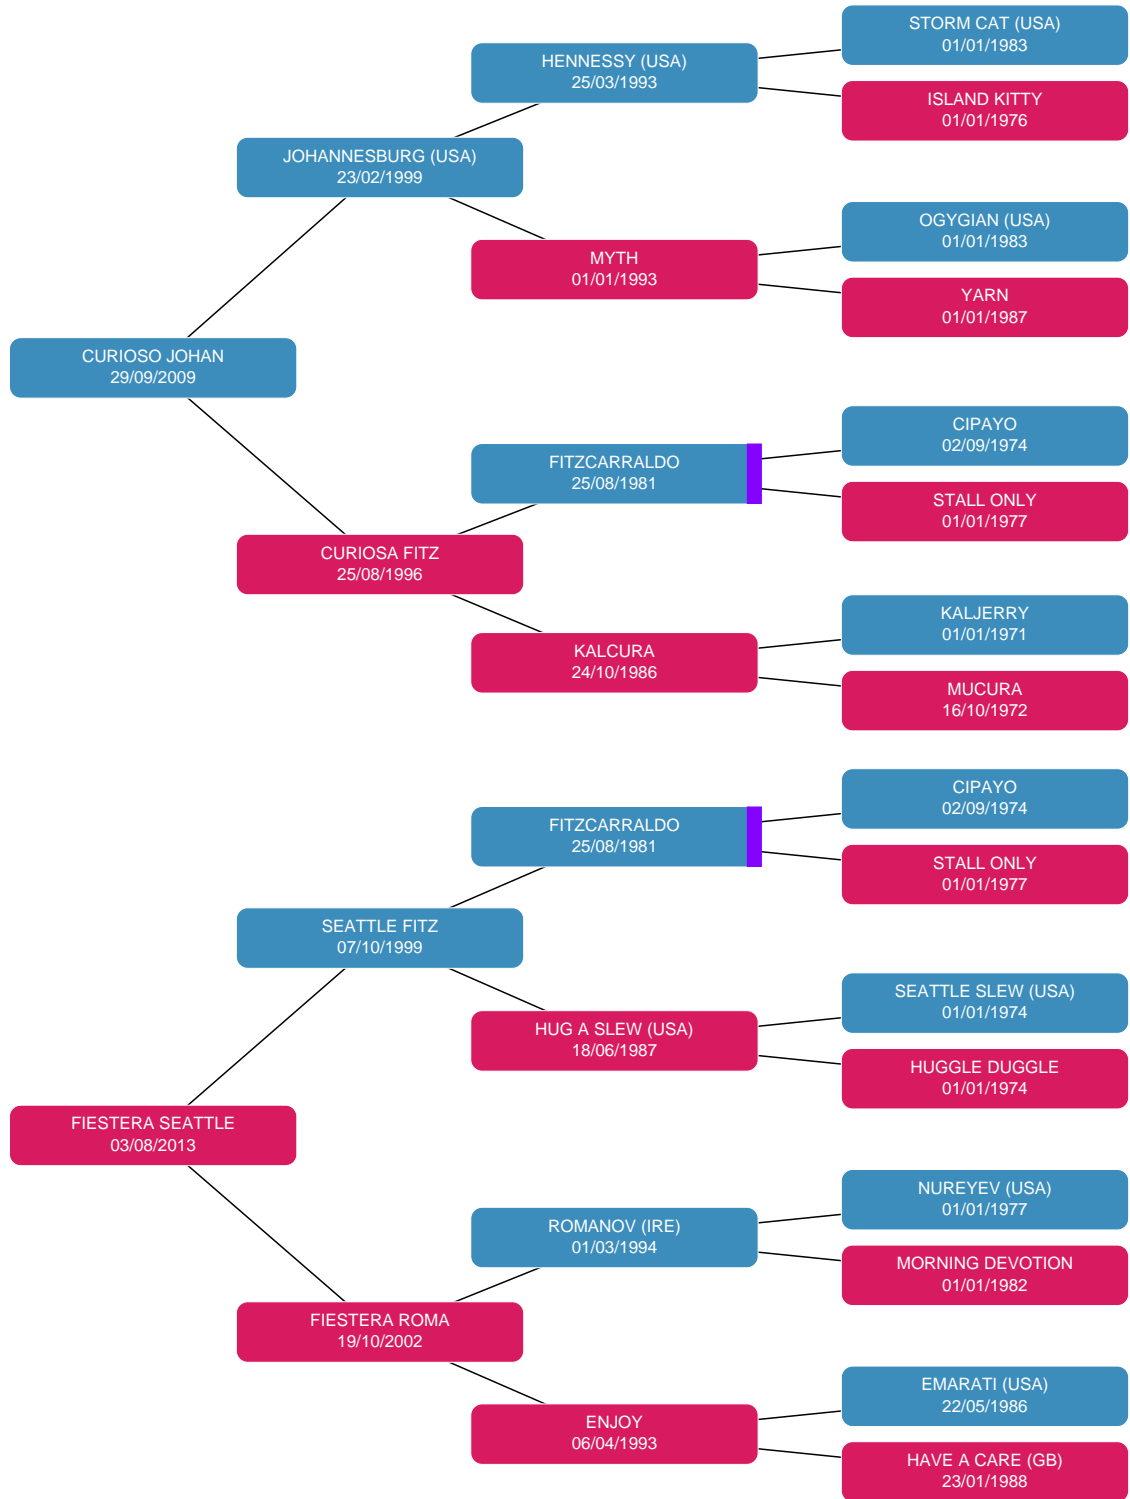 STORM CAT (USA)
01/01/1983
HENNESSY (USA)
25/03/1993
ISLAND KITTY
01/01/1976
JOHANNESBURG (USA)
23/02/1999
OGYGIAN (USA)
01/01/1983
MYTH
01/01/1993
YARN
01/01/1987
CURIOSO JOHAN
29/09/2009
CIPAYO
02/09/1974
FITZCARRALDO
25/08/1981
STALL ONLY
01/01/1977
CURIOSA FITZ
25/08/1996
KALJERRY
01/01/1971
KALCURA
24/10/1986
MUCURA
16/10/1972
CIPAYO
02/09/1974
FITZCARRALDO
25/08/1981
STALL ONLY
01/01/1977
SEATTLE FITZ
07/10/1999
SEATTLE SLEW (USA)
01/01/1974
HUG A SLEW (USA)
18/06/1987
HUGGLE DUGGLE
01/01/1974
FIESTERA SEATTLE
03/08/2013
NUREYEV (USA)
01/01/1977
ROMANOV (IRE)
01/03/1994
MORNING DEVOTION
01/01/1982
FIESTERA ROMA
19/10/2002
EMARATI (USA)
22/05/1986
ENJOY
06/04/1993
HAVE A CARE (GB)
23/01/1988